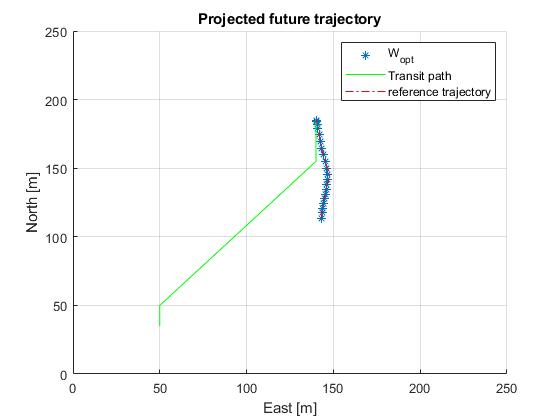 Projected future trajectory
250
200
150
100
50
0
North [m]
W_opt
Transit path
reference trajectory
0 50 100 150 200 250
East [m]